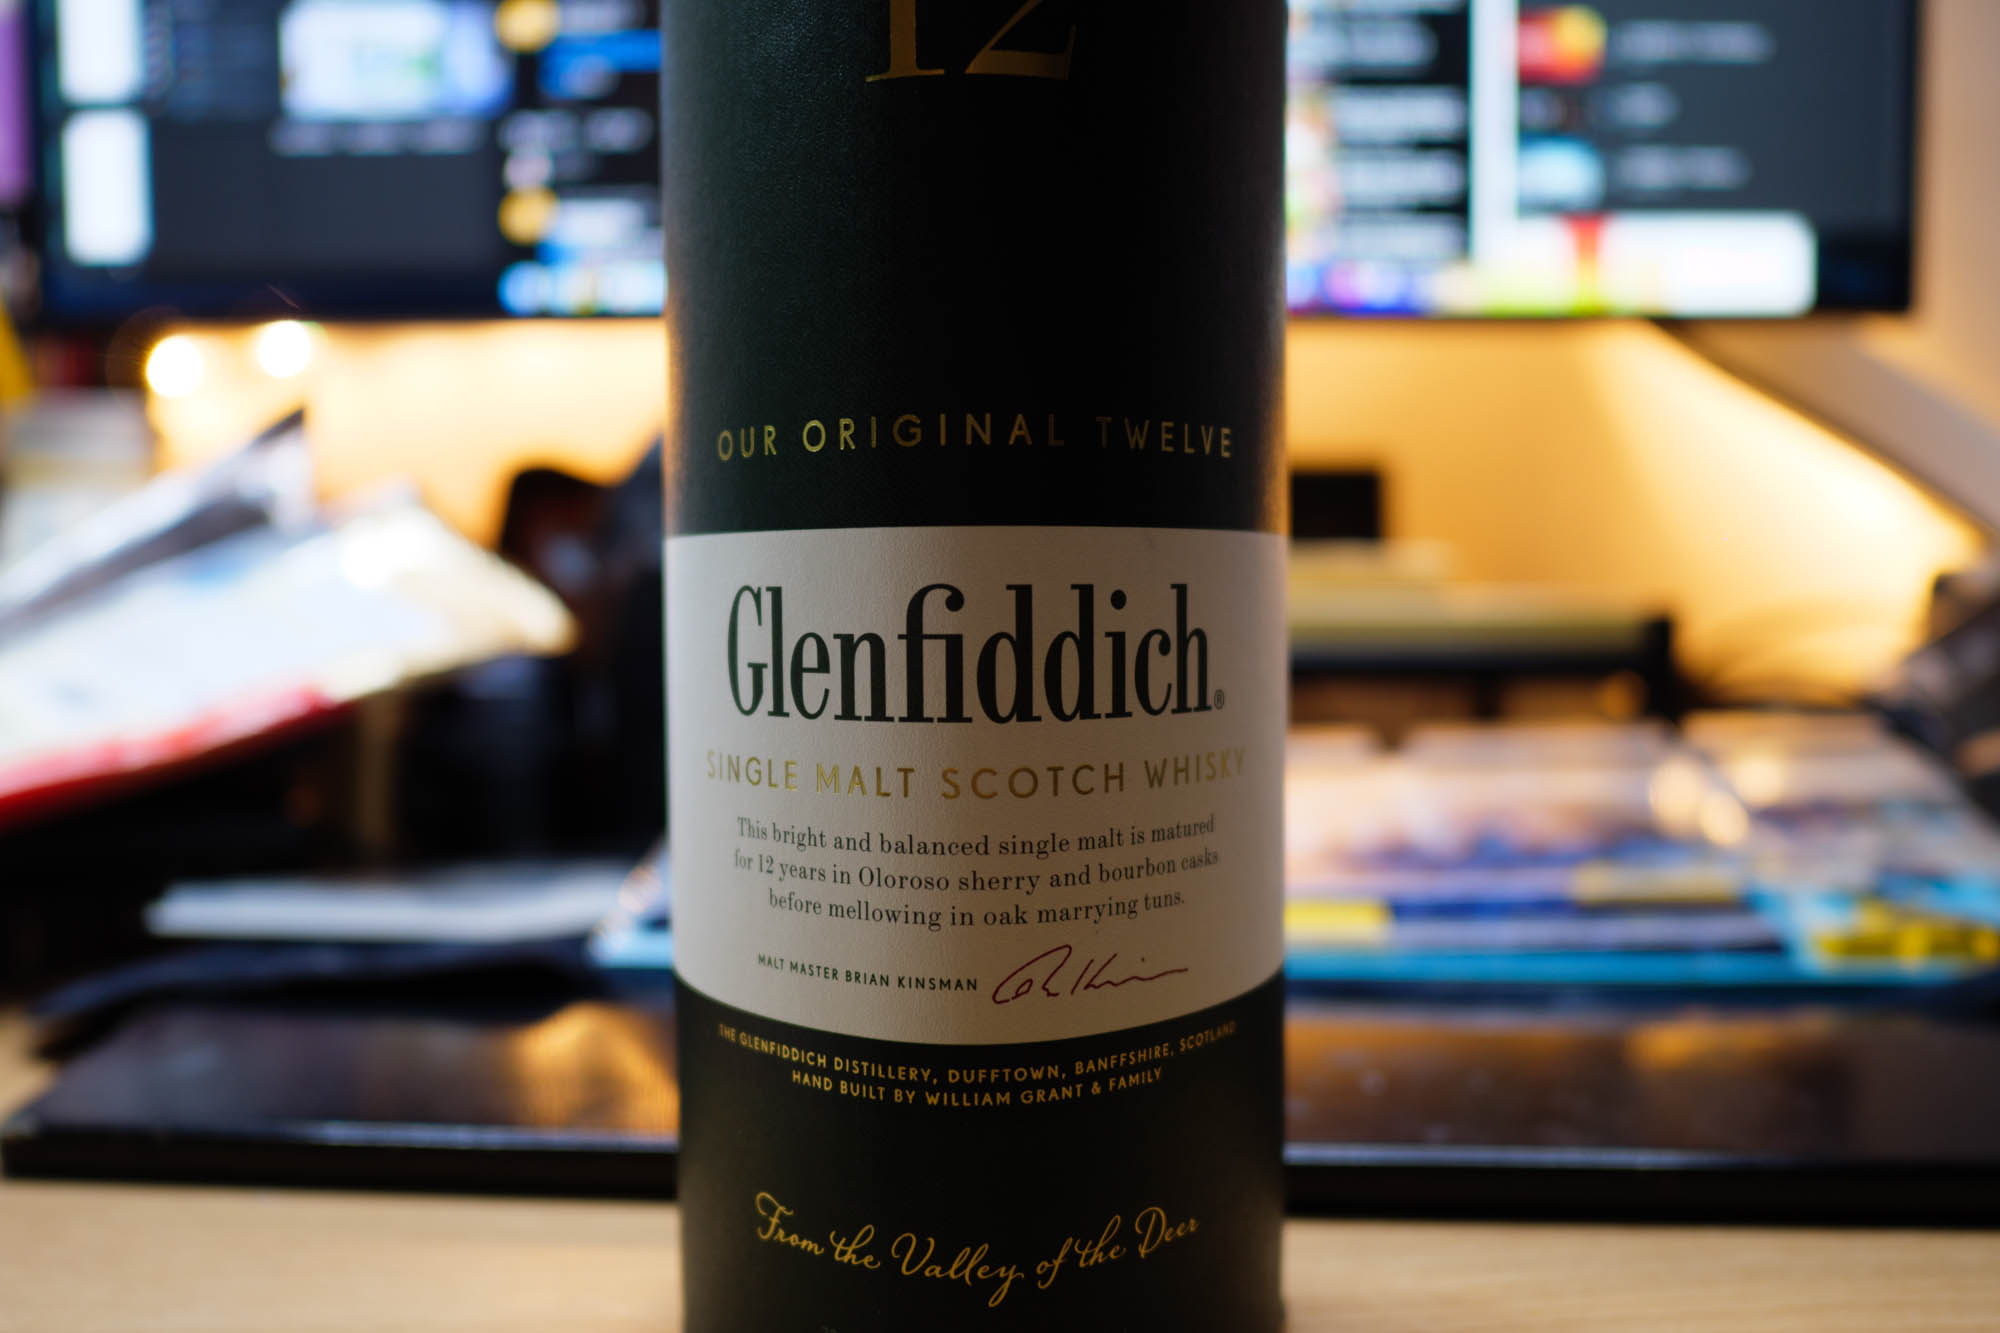 12
OUR ORIGINAL TWELVE
Glenfiddich®
SINGLE MALT SCOTCH WHISKY
This bright and balanced single malt is matured
for 12 years in Oloroso sherry and bourbon casks
before mellowing in oak marrying tuns.
MALT MASTER BRIAN KINSMAN
THE GLENFIDDICH DISTILLERY, DUFFTOWN, BANFFSHIRE, SCOTLAND
HAND BUILT BY WILLIAM GRANT & FAMILY
From the Valley of the Deer